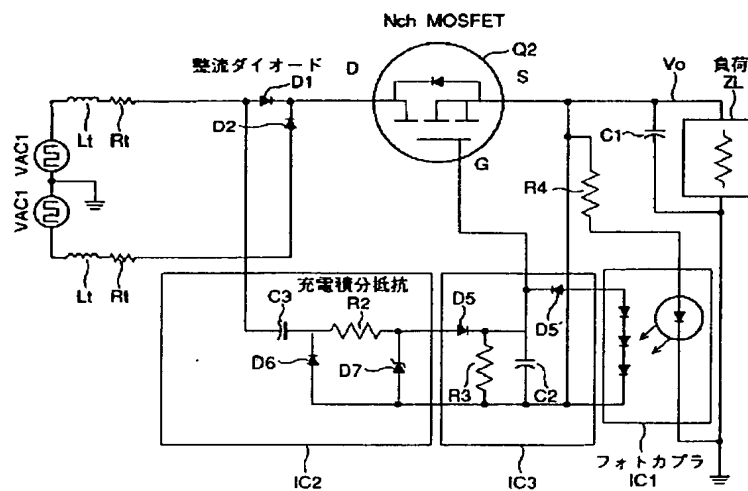 Nch MOSFET
Q2
整流ダイオード
D
S
Vo
負荷
ZL
D1
D2
C1
Lt
Rt
G
R4
VAC1
VAC1
Lt
Rt
充電積分抵抗
C3
R2
D5
D5'
D6
D7
R3
C2
IC2
IC3
フォトカプラ
IC1